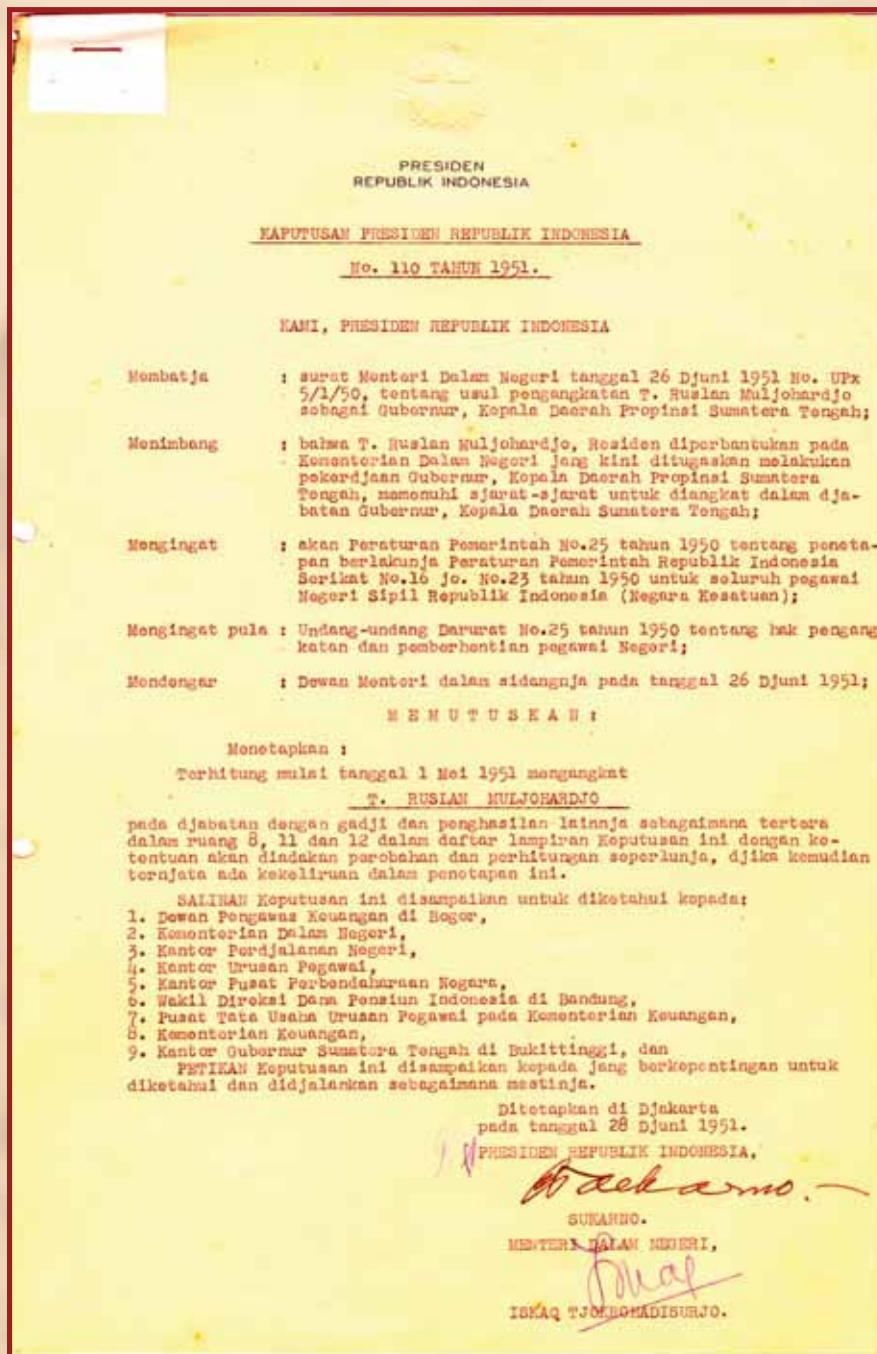 PRESIDEN
REPUBLIK INDONESIA
KAPUTUSAN PRESIDEN REPUBLIK INDONESIA
No. 110 TAHUN 1951.
KAMI, PRESIDEN REPUBLIK INDONESIA
Membatja : surat Menteri Dalam Negeri tanggal 26 Djuni 1951 No. UPx
5/1/50, tentang usul pengangkatan T. Ruslan Muljohardjo
sebagai Gubernur, Kepala Daerah Propinsi Sumatera Tengah;
Menimbang : bahwa T. Ruslan Muljohardjo, Residen diperbantukan pada
Kementerian Dalam Negeri jang kini ditugaskan melakukan
pekerdjaan Gubernur, Kepala Daerah Propinsi Sumatera
Tengah, memenuhi sjarat-sjarat untuk diangkat dalam dja-
batan Gubernur, Kepala Daerah Sumatera Tengah;
Mengingat : akan Peraturan Pemerintah No.25 tahun 1950 tentang peneta-
pan berlakunja Peraturan Pemerintah Republik Indonesia
Serikat No.16 jo. No.23 tahun 1950 untuk seluruh pegawai
Negeri Sipil Republik Indonesia (Negara Kesatuan);
Mengingat pula : Undang-undang Darurat No.25 tahun 1950 tentang hak pengang
katan dan pemberhentian pegawai Negeri;
Mendengar : Dewan Menteri dalam sidangnja pada tanggal 26 Djuni 1951;
M E M U T U S K A N :
Menetapkan :
Terhitung mulai tanggal 1 Mei 1951 mengangkat
T. RUSLAN MULJOHARDJO
pada djabatan dengan gadji dan penghasilan lainnja sebagaimana tertera
dalam ruang 8, 11 dan 12 dalam daftar lampiran Keputusan ini dengan ke-
tentuan akan diadakan perobahan dan perhitungan seperlunja, djika kemudian
ternjata ada kekeliruan dalam penetapan ini.
SALINAN Keputusan ini disampaikan untuk diketahui kepada:
1. Dewan Pengawas Keuangan di Bogor,
2. Kementerian Dalam Negeri,
3. Kantor Perdjalanan Negeri,
4. Kantor Urusan Pegawai,
5. Kantor Pusat Perbendaharaan Negara,
6. Wakil Direksi Dana Pensiun Indonesia di Bandung,
7. Pusat Tata Usaha Urusan Pegawai pada Kementerian Keuangan,
8. Kementerian Keuangan,
9. Kantor Gubernur Sumatera Tengah di Bukittinggi, dan
PETIKAN Keputusan ini disampaikan kepada jang berkepentingan untuk
diketahui dan didjalankan sebagaimana mestinja.
Ditetapkan di Djakarta
pada tanggal 28 Djuni 1951.
PRESIDEN REPUBLIK INDONESIA,
Soekarno.
SUKARNO.
MENTERI DALAM NEGERI,
ISKAQ TJOKROHADISURJO.